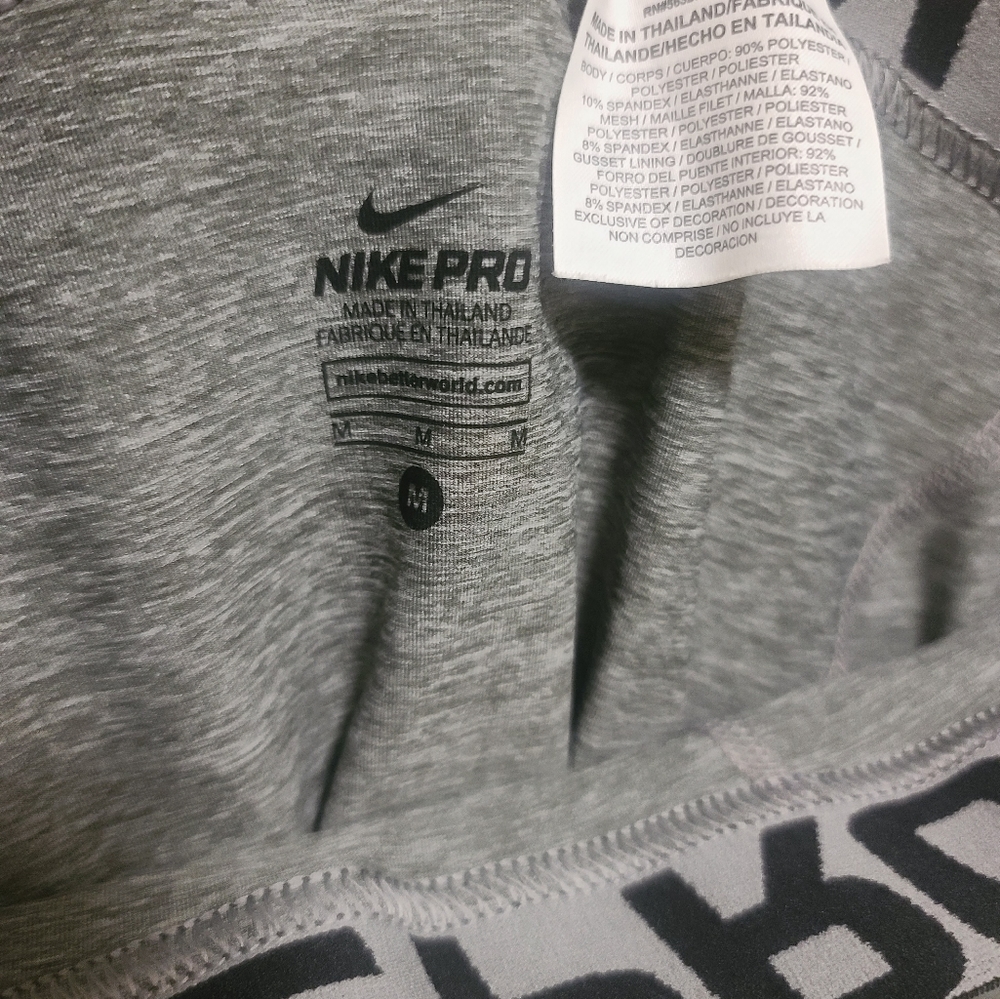 NIKE PRO
MADE IN THAILAND
FABRIQUE EN THAILANDE
nikebetterworld.com
M M M
M
MADE IN THAILAND/FABRIQUÉ EN
THAILANDE/HECHO EN TAILANDIA
BODY / CORPS / CUERPO: 90% POLYESTER /
POLYESTER / POLIESTER
10% SPANDEX / ELASTHANNE / ELASTANO
MESH / MAILLE FILET / MALLA: 92%
POLYESTER / POLYESTER / POLIESTER
8% SPANDEX / ELASTHANNE / ELASTANO
GUSSET LINING / DOUBLURE DE GOUSSET /
FORRO DEL PUENTE INTERIOR: 92%
POLYESTER / POLYESTER / POLIESTER
8% SPANDEX / ELASTHANNE / ELASTANO
EXCLUSIVE OF DECORATION / DECORATION
NON COMPRISE / NO INCLUYE LA
DECORACION